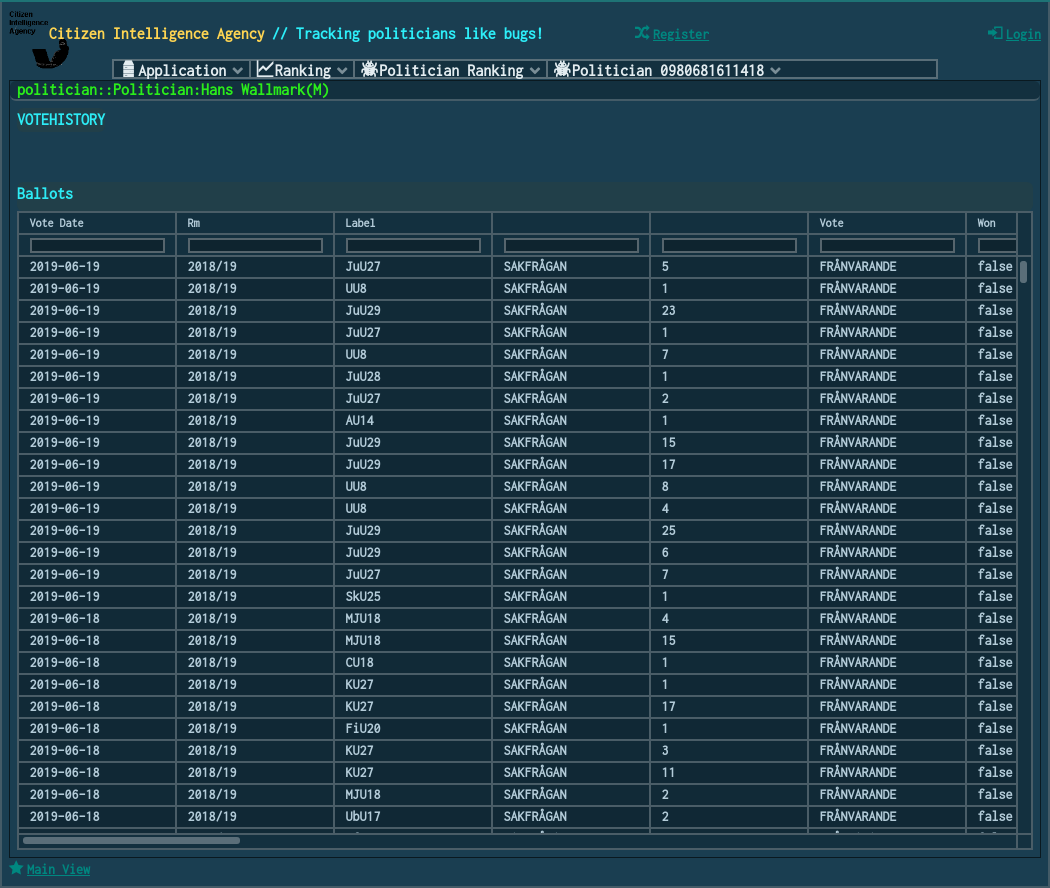 Citizen
Intelligence
Agency
Citizen Intelligence Agency // Tracking politicians like bugs!
Register
Login
Application Ranking Politician Ranking Politician 0980681611418
politician::Politician:Hans Wallmark(M)
VOTEHISTORY
Ballots
Vote Date Rm Label Vote Won
2019-06-19 2018/19 JuU27 SAKFRÅGAN 5 FRÅNVARANDE false
2019-06-19 2018/19 UU8 SAKFRÅGAN 1 FRÅNVARANDE false
2019-06-19 2018/19 JuU29 SAKFRÅGAN 23 FRÅNVARANDE false
2019-06-19 2018/19 JuU27 SAKFRÅGAN 1 FRÅNVARANDE false
2019-06-19 2018/19 UU8 SAKFRÅGAN 7 FRÅNVARANDE false
2019-06-19 2018/19 JuU28 SAKFRÅGAN 1 FRÅNVARANDE false
2019-06-19 2018/19 JuU27 SAKFRÅGAN 2 FRÅNVARANDE false
2019-06-19 2018/19 AU14 SAKFRÅGAN 1 FRÅNVARANDE false
2019-06-19 2018/19 JuU29 SAKFRÅGAN 15 FRÅNVARANDE false
2019-06-19 2018/19 JuU29 SAKFRÅGAN 17 FRÅNVARANDE false
2019-06-19 2018/19 UU8 SAKFRÅGAN 8 FRÅNVARANDE false
2019-06-19 2018/19 UU8 SAKFRÅGAN 4 FRÅNVARANDE false
2019-06-19 2018/19 JuU29 SAKFRÅGAN 25 FRÅNVARANDE false
2019-06-19 2018/19 JuU29 SAKFRÅGAN 6 FRÅNVARANDE false
2019-06-19 2018/19 JuU27 SAKFRÅGAN 7 FRÅNVARANDE false
2019-06-19 2018/19 SkU25 SAKFRÅGAN 1 FRÅNVARANDE false
2019-06-18 2018/19 MJU18 SAKFRÅGAN 4 FRÅNVARANDE false
2019-06-18 2018/19 MJU18 SAKFRÅGAN 15 FRÅNVARANDE false
2019-06-18 2018/19 CU18 SAKFRÅGAN 1 FRÅNVARANDE false
2019-06-18 2018/19 KU27 SAKFRÅGAN 1 FRÅNVARANDE false
2019-06-18 2018/19 KU27 SAKFRÅGAN 17 FRÅNVARANDE false
2019-06-18 2018/19 FiU20 SAKFRÅGAN 1 FRÅNVARANDE false
2019-06-18 2018/19 KU27 SAKFRÅGAN 3 FRÅNVARANDE false
2019-06-18 2018/19 KU27 SAKFRÅGAN 11 FRÅNVARANDE false
2019-06-18 2018/19 MJU18 SAKFRÅGAN 2 FRÅNVARANDE false
2019-06-18 2018/19 UbU17 SAKFRÅGAN 2 FRÅNVARANDE false
Main View